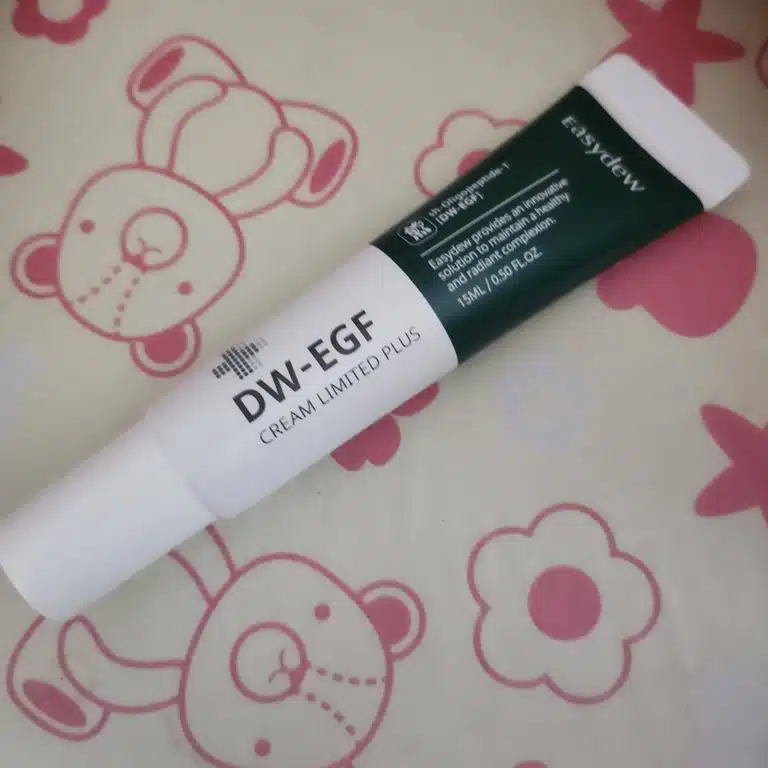 Easydew
sh-Oligopeptide-1
[DW-EGF]
Easydew provides an innovative
solution to maintain a healthy
and radiant complexion.
15ML / 0.50 FL.OZ.
DW-EGF
CREAM LIMITED PLUS